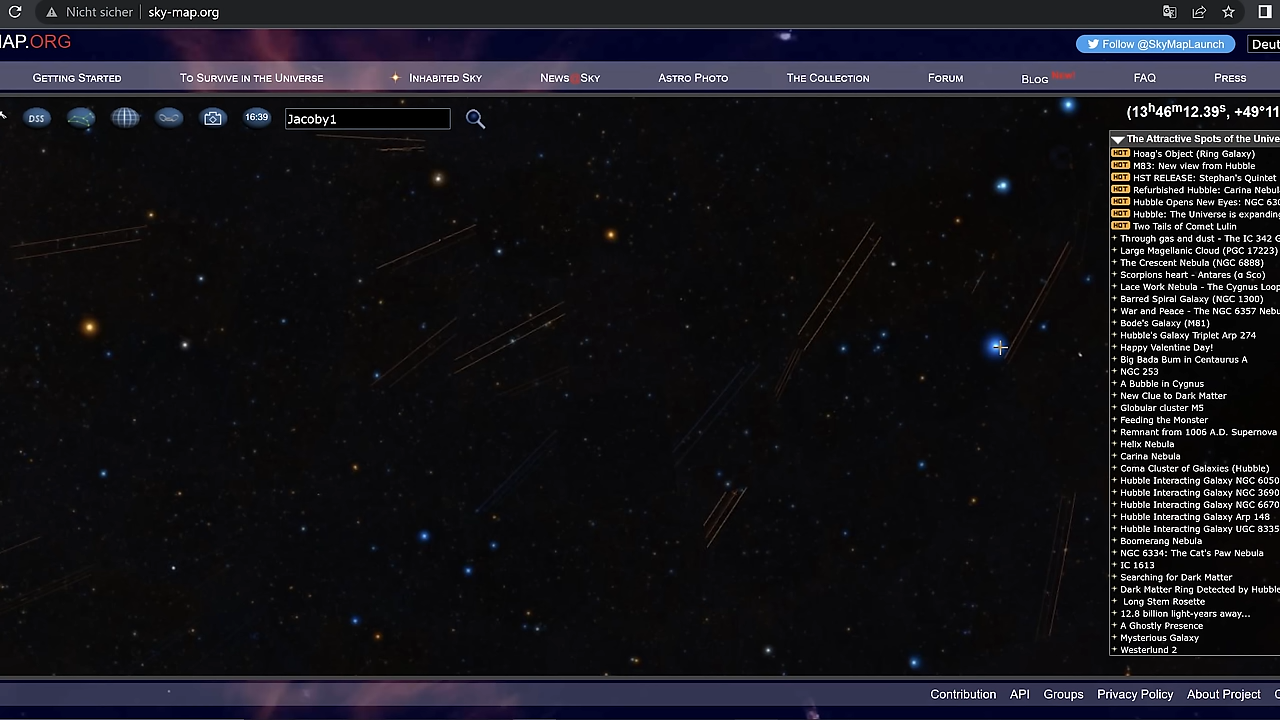 Nicht sicher sky-map.org
MAP.ORG
Follow @SkyMapLaunch
Deut
Getting Started To Survive in the Universe Inhabited Sky News@Sky Astro Photo The Collection Forum Blog New! FAQ Press
DSS 16:39 Jacoby1
(13h46m12.39s, +49°11
The Attractive Spots of the Unive
HOT Hoag's Object (Ring Galaxy)
HOT M83: New view from Hubble
HOT HST RELEASE: Stephan's Quintet
HOT Refurbished Hubble: Carina Nebul
HOT Hubble Opens New Eyes: NGC 630
HOT Hubble: The Universe is expanding
HOT Two Tails of Comet Lulin
+ Through gas and dust - The IC 342 G
+ Large Magellanic Cloud (PGC 17223)
+ The Crescent Nebula (NGC 6888)
+ Scorpions heart - Antares (α Sco)
+ Lace Work Nebula - The Cygnus Loop
+ Barred Spiral Galaxy (NGC 1300)
+ War and Peace - The NGC 6357 Nebu
+ Bode's Galaxy (M81)
+ Hubble's Galaxy Triplet Arp 274
+ Happy Valentine Day!
+ Big Bada Bum in Centaurus A
+ NGC 253
+ A Bubble in Cygnus
+ New Clue to Dark Matter
+ Globular cluster M5
+ Feeding the Monster
+ Remnant from 1006 A.D. Supernova
+ Helix Nebula
+ Carina Nebula
+ Coma Cluster of Galaxies (Hubble)
+ Hubble Interacting Galaxy NGC 6050
+ Hubble Interacting Galaxy NGC 3690
+ Hubble Interacting Galaxy NGC 6670
+ Hubble Interacting Galaxy Arp 148
+ Hubble Interacting Galaxy UGC 8335
+ Boomerang Nebula
+ NGC 6334: The Cat's Paw Nebula
+ IC 1613
+ Searching for Dark Matter
+ Dark Matter Ring Detected by Hubble
+ Long Stem Rosette
+ 12.8 billion light-years away...
+ A Ghostly Presence
+ Mysterious Galaxy
+ Westerlund 2
Contribution API Groups Privacy Policy About Project